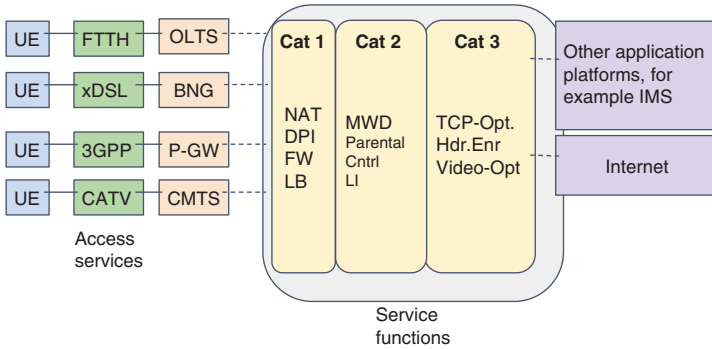 UE FTTH OLTS
UE xDSL BNG
UE 3GPP P-GW
UE CATV CMTS
Access
services
Cat 1
NAT
DPI
FW
LB
Cat 2
MWD
Parental
Cntrl
LI
Cat 3
TCP-Opt.
Hdr.Enr
Video-Opt
Service
functions
Other application
platforms, for
example IMS
Internet